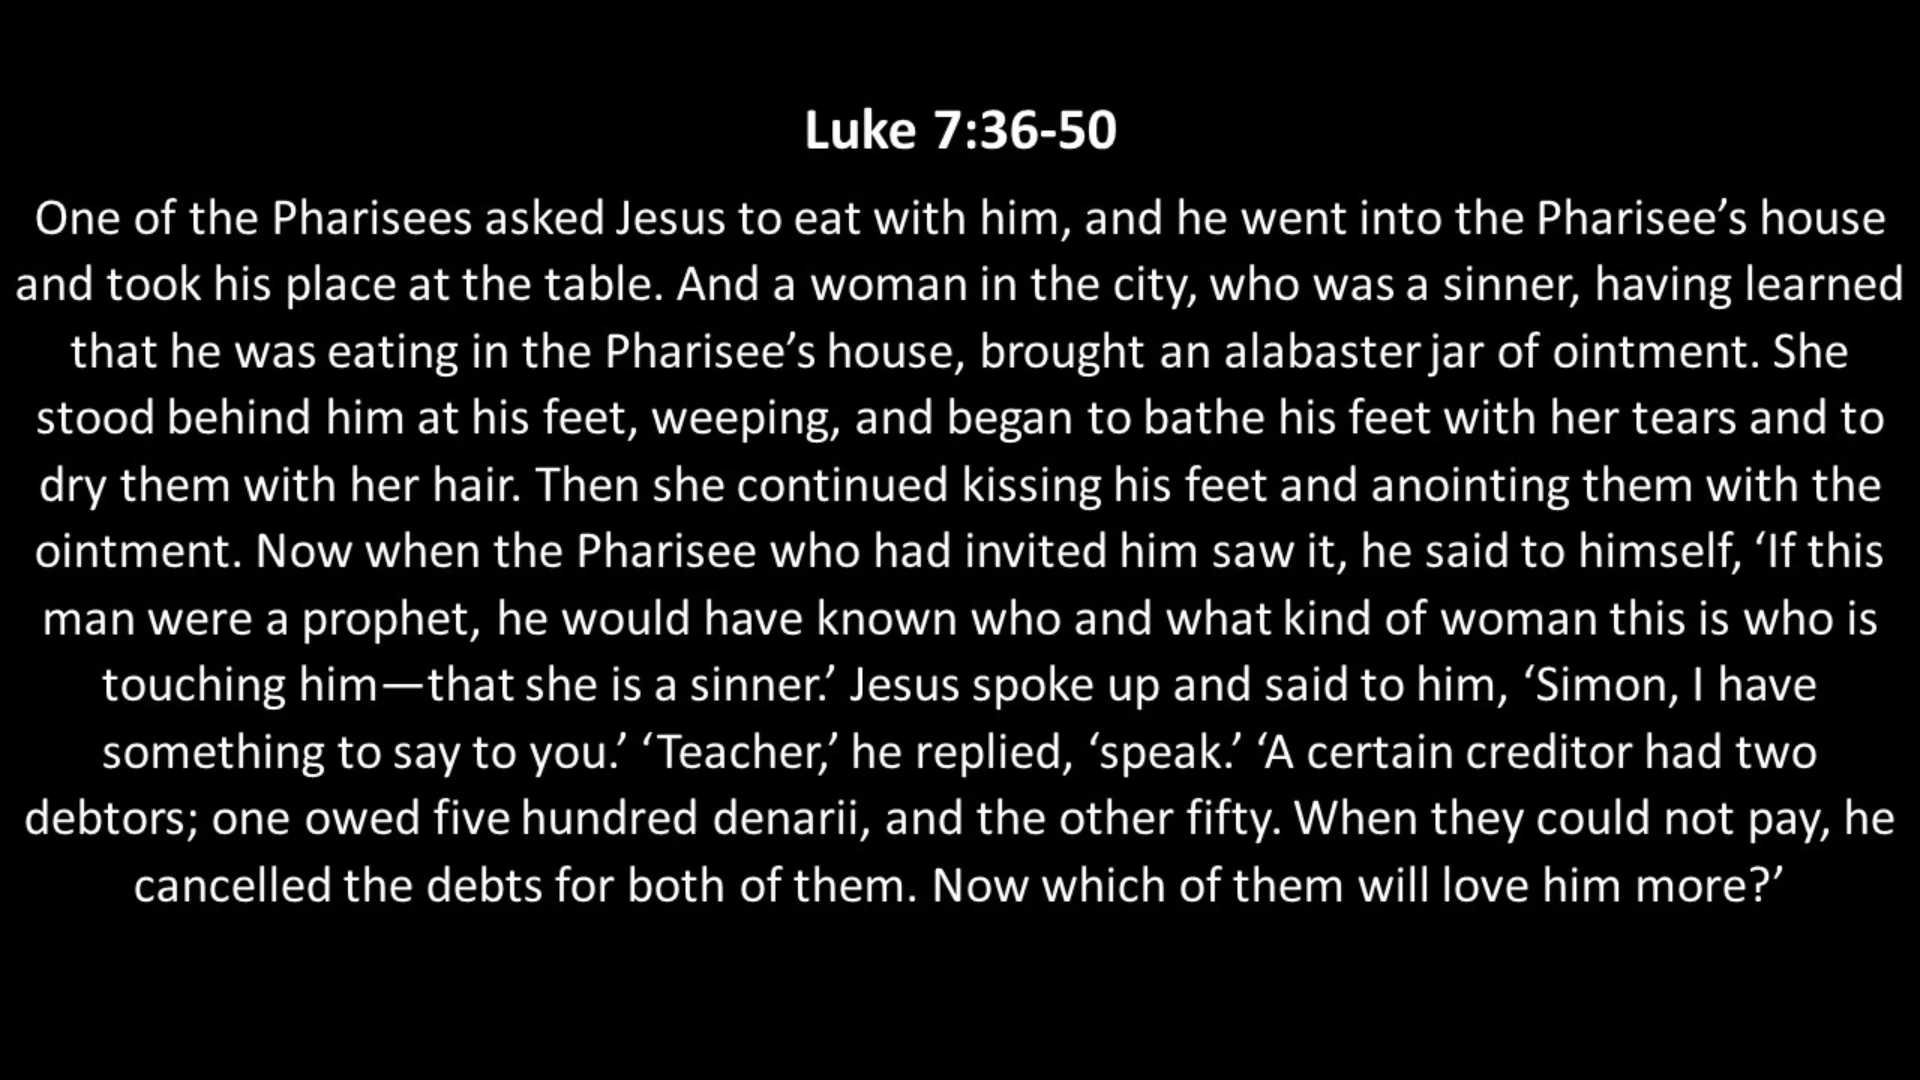 Luke 7:36-50
One of the Pharisees asked Jesus to eat with him, and he went into the Pharisee’s house
and took his place at the table. And a woman in the city, who was a sinner, having learned
that he was eating in the Pharisee’s house, brought an alabaster jar of ointment. She
stood behind him at his feet, weeping, and began to bathe his feet with her tears and to
dry them with her hair. Then she continued kissing his feet and anointing them with the
ointment. Now when the Pharisee who had invited him saw it, he said to himself, ‘If this
man were a prophet, he would have known who and what kind of woman this is who is
touching him—that she is a sinner.’ Jesus spoke up and said to him, ‘Simon, I have
something to say to you.’ ‘Teacher,’ he replied, ‘speak.’ ‘A certain creditor had two
debtors; one owed five hundred denarii, and the other fifty. When they could not pay, he
cancelled the debts for both of them. Now which of them will love him more?’